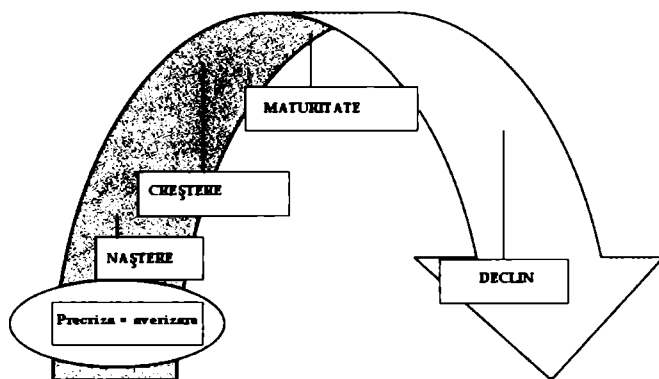 MATURITATE
CREŞTERE
NAŞTERE
DECLIN
Precriza = averizare